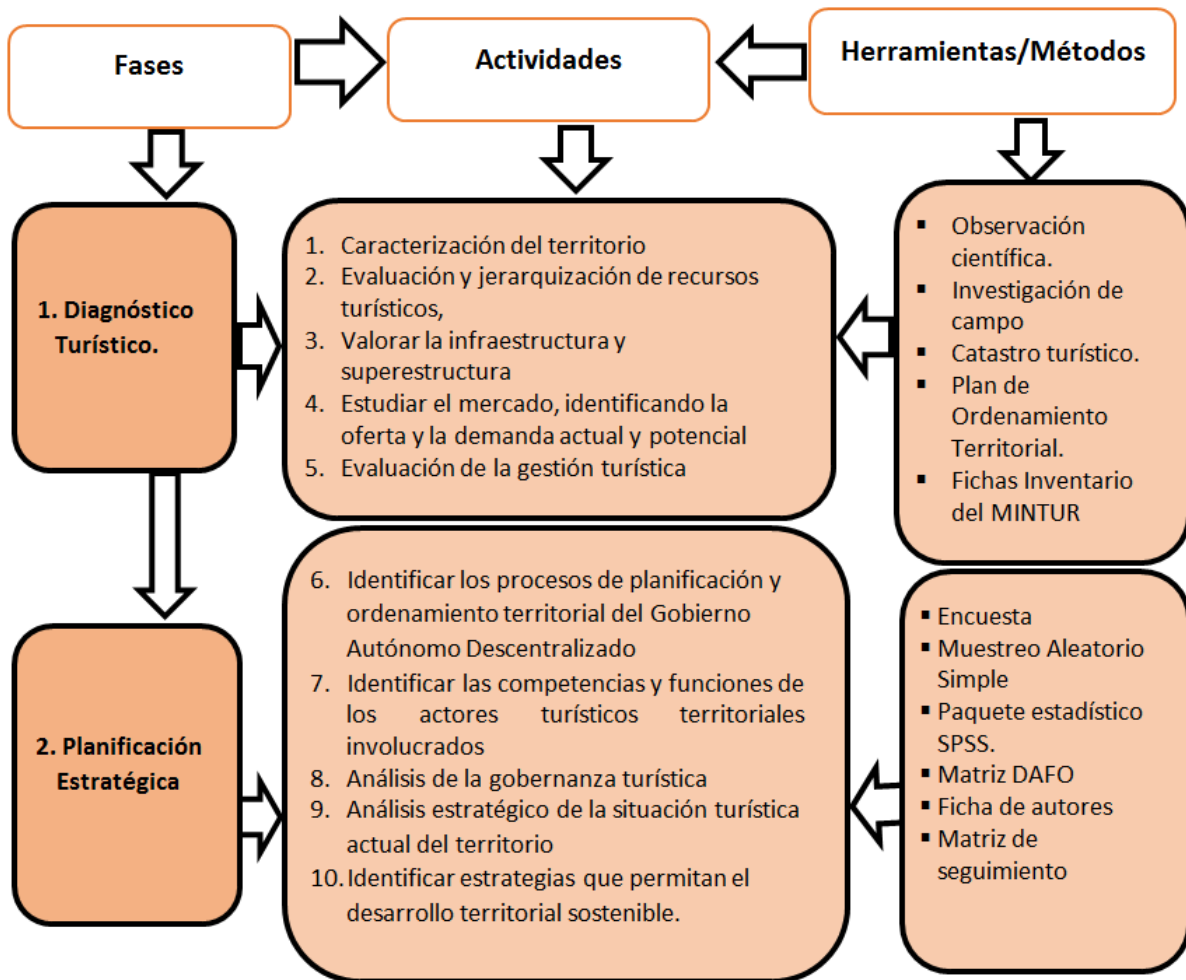 Fases
Actividades
Herramientas/Métodos
1. Diagnóstico
Turístico.
1. Caracterización del territorio
2. Evaluación y jerarquización de recursos
turísticos,
3. Valorar la infraestructura y
superestructura
4. Estudiar el mercado, identificando la
oferta y la demanda actual y potencial
5. Evaluación de la gestión turística
▪ Observación
científica.
▪ Investigación de
campo
▪ Catastro turístico.
▪ Plan de
Ordenamiento
Territorial.
▪ Fichas Inventario
del MINTUR
2. Planificación
Estratégica
6. Identificar los procesos de planificación y
ordenamiento territorial del Gobierno
Autónomo Descentralizado
7. Identificar las competencias y funciones de
los actores turísticos territoriales
involucrados
8. Análisis de la gobernanza turística
9. Análisis estratégico de la situación turística
actual del territorio
10. Identificar estrategias que permitan el
desarrollo territorial sostenible.
▪ Encuesta
▪ Muestreo Aleatorio
Simple
▪ Paquete estadístico
SPSS.
▪ Matriz DAFO
▪ Ficha de autores
▪ Matriz de
seguimiento